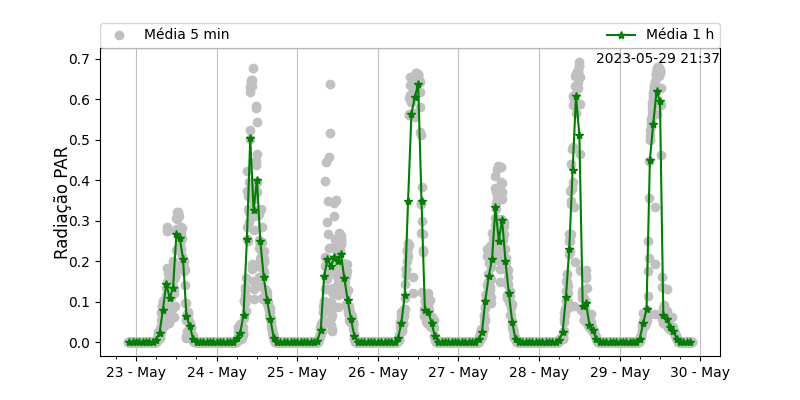 Média 5 min
Média 1 h
2023-05-29 21:37
Radiação PAR
0.7
0.6
0.5
0.4
0.3
0.2
0.1
0.0
23 - May
24 - May
25 - May
26 - May
27 - May
28 - May
29 - May
30 - May